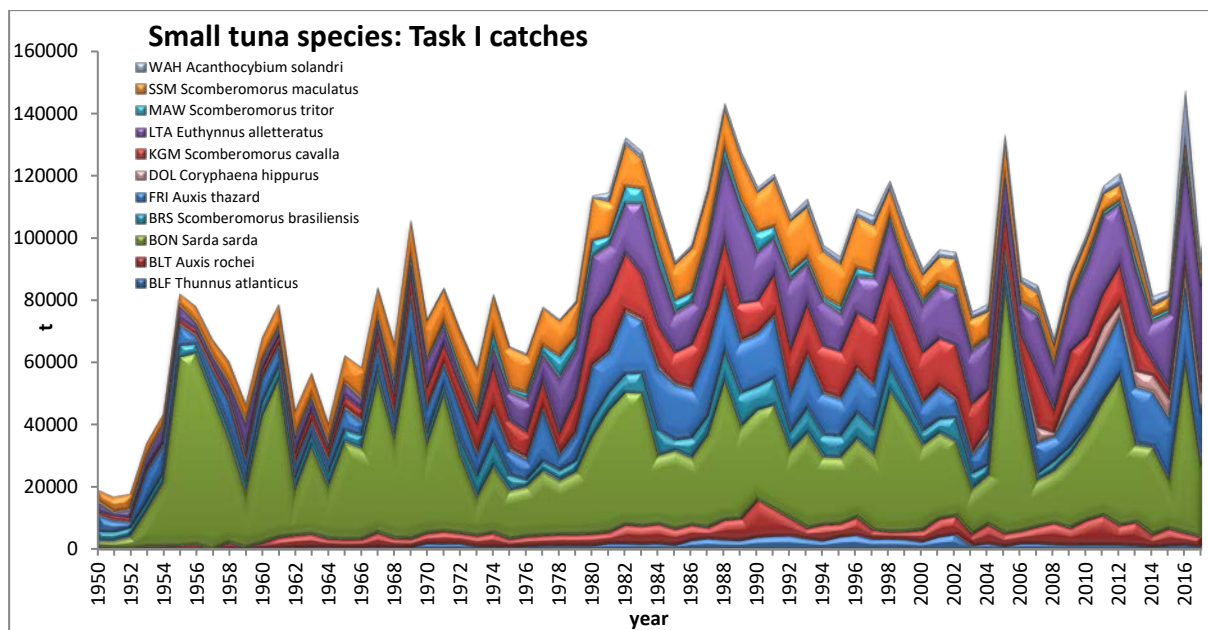 Small tuna species: Task I catches
160000
140000
120000
100000
80000
60000
40000
20000
0
t
WAH Acanthocybium solandri
SSM Scomberomorus maculatus
MAW Scomberomorus tritor
LTA Euthynnus alletteratus
KGM Scomberomorus cavalla
DOL Coryphaena hippurus
FRI Auxis thazard
BRS Scomberomorus brasiliensis
BON Sarda sarda
BLT Auxis rochei
BLF Thunnus atlanticus
1950 1952 1954 1956 1958 1960 1962 1964 1966 1968 1970 1972 1974 1976 1978 1980 1982 1984 1986 1988 1990 1992 1994 1996 1998 2000 2002 2004 2006 2008 2010 2012 2014 2016
year